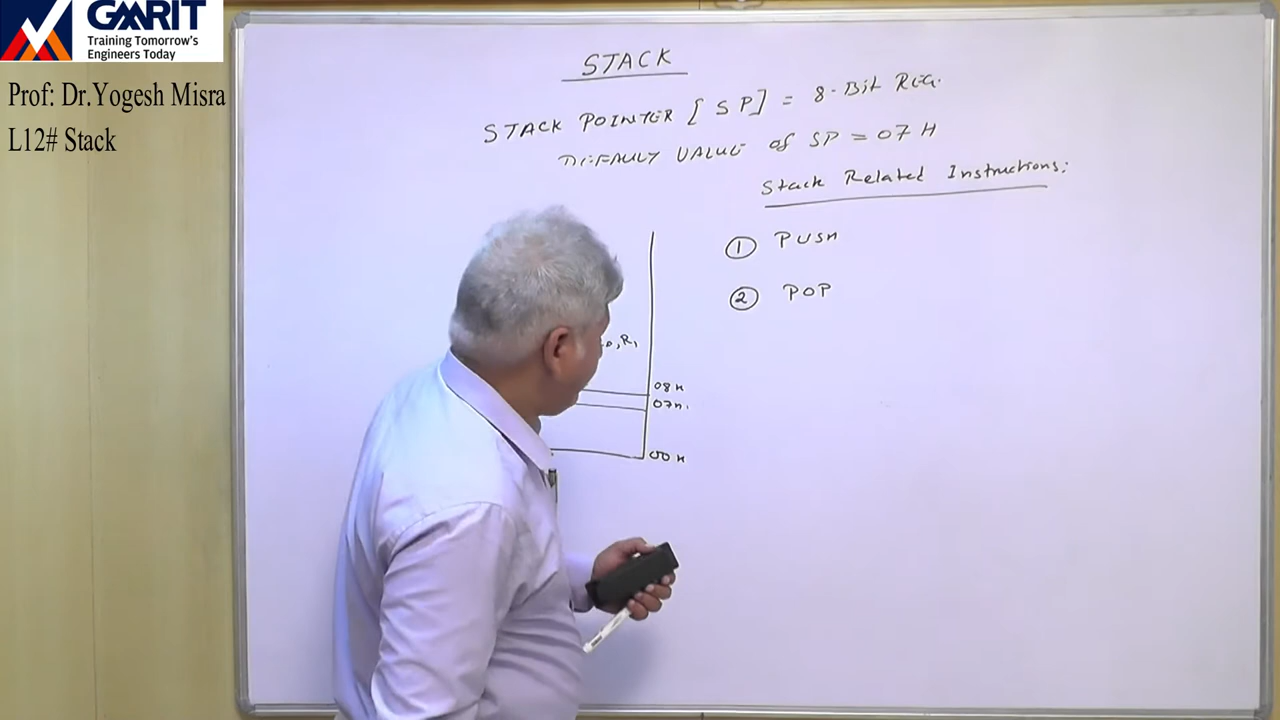 GMRIT
Training Tomorrow's
Engineers Today
Prof: Dr.Yogesh Misra
L12# Stack
STACK
STACK POINTER [SP] = 8-Bit REG.
DEFAULT VALUE of SP = 07 H
Stack Related Instructions:
① PUSH
② POP
, R,
08H
07H.
00H